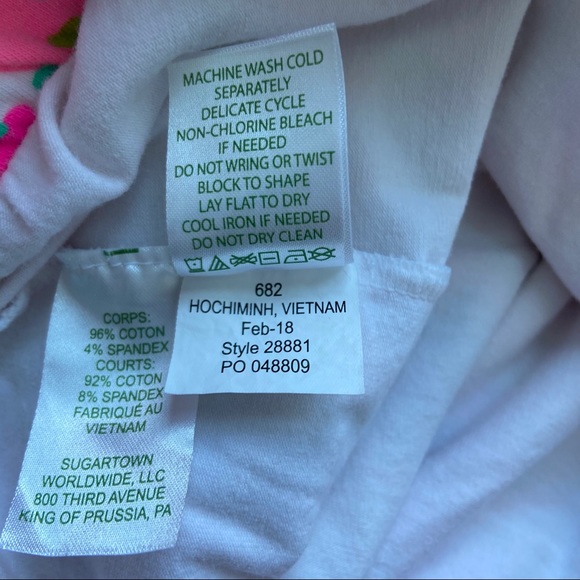 MACHINE WASH COLD
SEPARATELY
DELICATE CYCLE
NON-CHLORINE BLEACH
IF NEEDED
DO NOT WRING OR TWIST
BLOCK TO SHAPE
LAY FLAT TO DRY
COOL IRON IF NEEDED
DO NOT DRY CLEAN
682
HOCHIMINH, VIETNAM
Feb-18
Style 28881
PO 048809
CORPS:
96% COTON
4% SPANDEX
COURTS:
92% COTON
8% SPANDEX
FABRIQUÉ AU
VIETNAM
SUGARTOWN
WORLDWIDE, LLC
800 THIRD AVENUE
KING OF PRUSSIA, PA